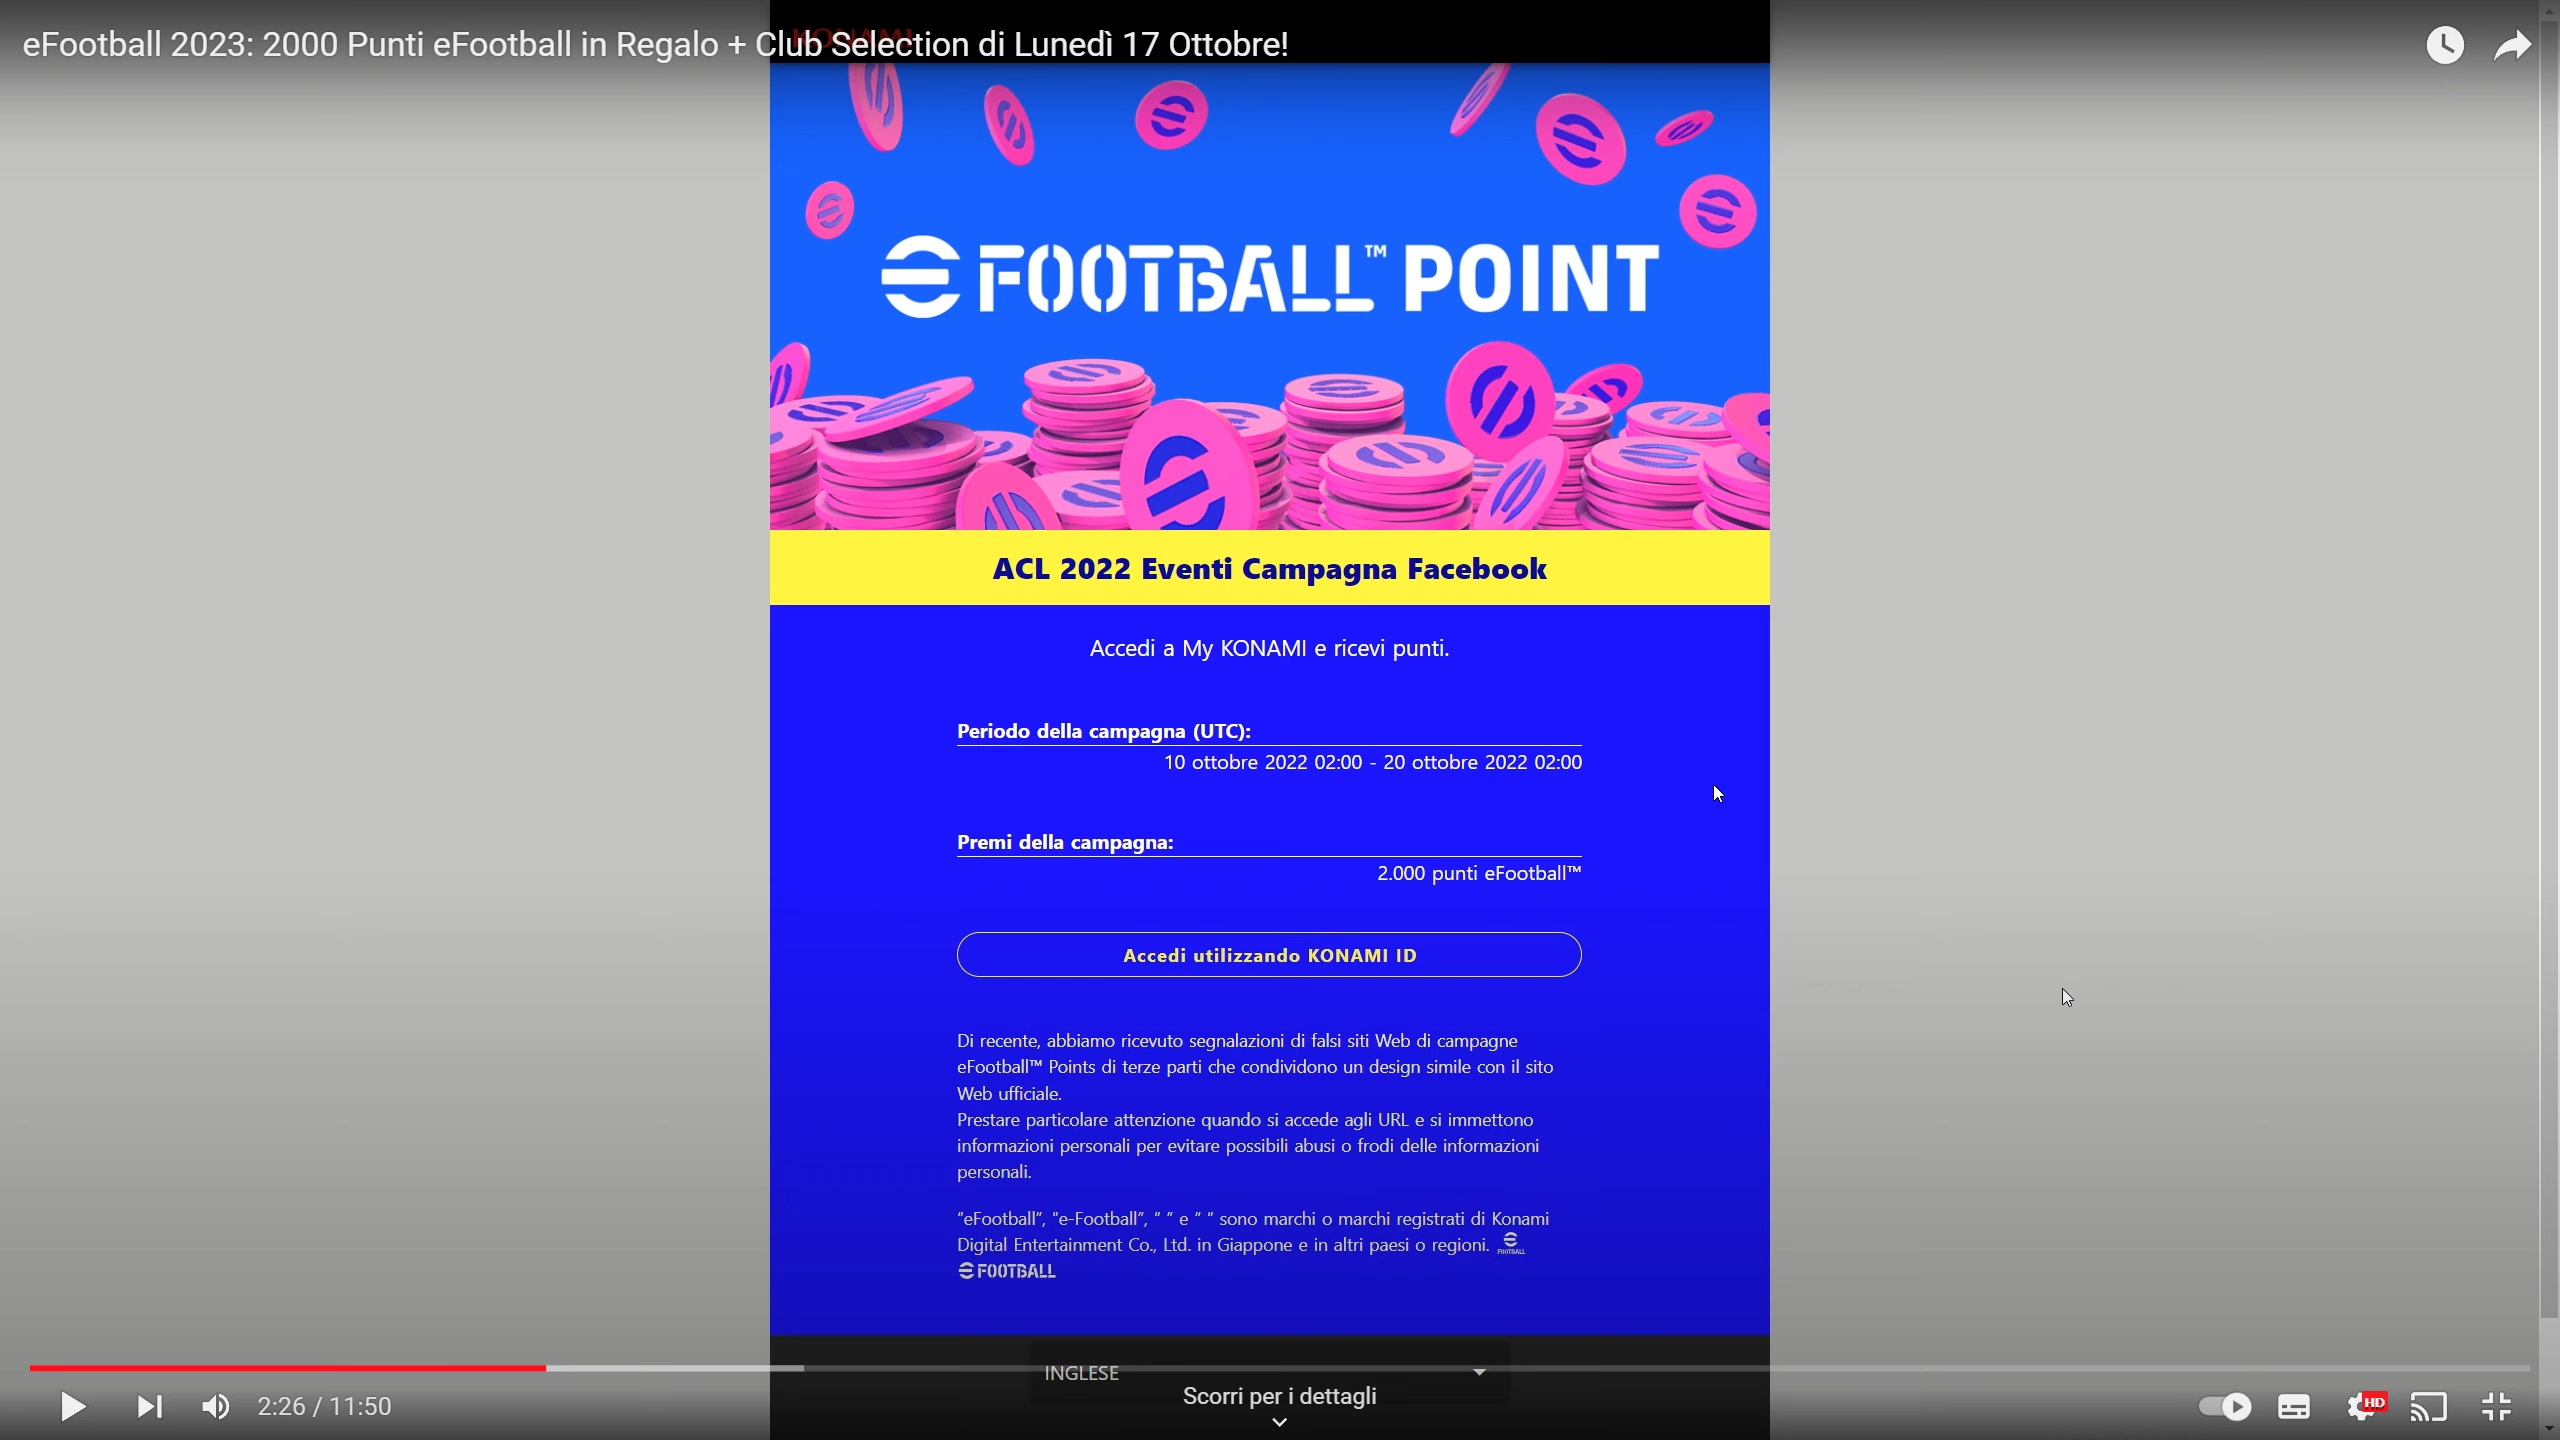 eFootball 2023: 2000 Punti eFootball in Regalo + Club Selection di Lunedì 17 Ottobre!
KONAMI
FOOTBALL™ POINT
ACL 2022 Eventi Campagna Facebook
Accedi a My KONAMI e ricevi punti.
Periodo della campagna (UTC):
10 ottobre 2022 02:00 - 20 ottobre 2022 02:00
Premi della campagna:
2.000 punti eFootball™
Accedi utilizzando KONAMI ID
Di recente, abbiamo ricevuto segnalazioni di falsi siti Web di campagne
eFootball™ Points di terze parti che condividono un design simile con il sito
Web ufficiale.
Prestare particolare attenzione quando si accede agli URL e si immettono
informazioni personali per evitare possibili abusi o frodi delle informazioni
personali.
"eFootball", "e-Football", " " e " " sono marchi o marchi registrati di Konami
Digital Entertainment Co., Ltd. in Giappone e in altri paesi o regioni. FOOTBALL
FOOTBALL
INGLESE
Scorri per i dettagli
2:26 / 11:50
HD